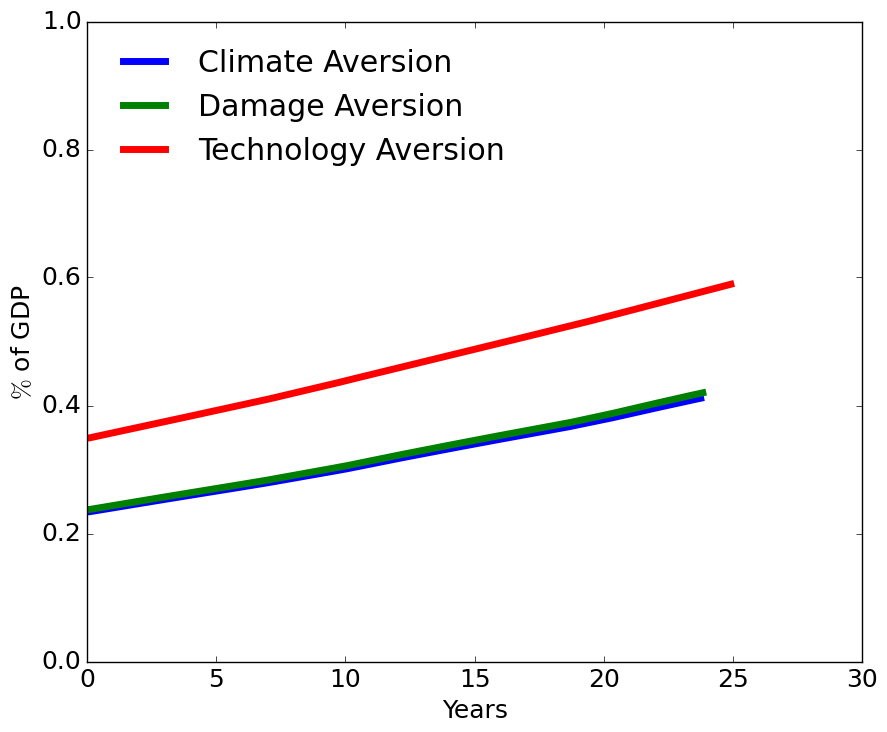 1.0
0.8
0.6
0.4
0.2
0.0
% of GDP
Climate Aversion
Damage Aversion
Technology Aversion
0 5 10 15 20 25 30
Years